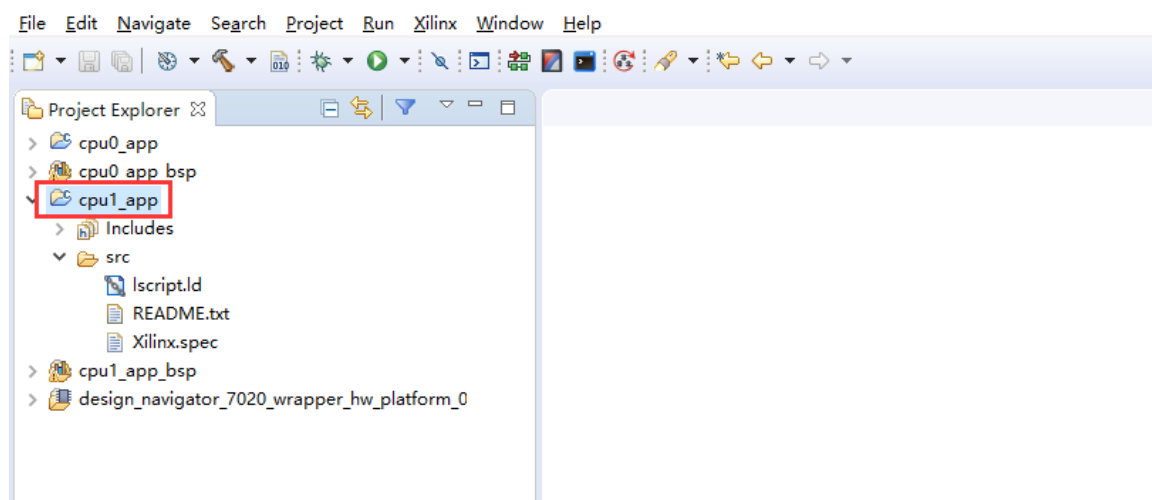 File Edit Navigate Search Project Run Xilinx Window Help
Project Explorer
cpu0_app
cpu0_app_bsp
cpu1_app
Includes
src
lscript.ld
README.txt
Xilinx.spec
cpu1_app_bsp
design_navigator_7020_wrapper_hw_platform_0